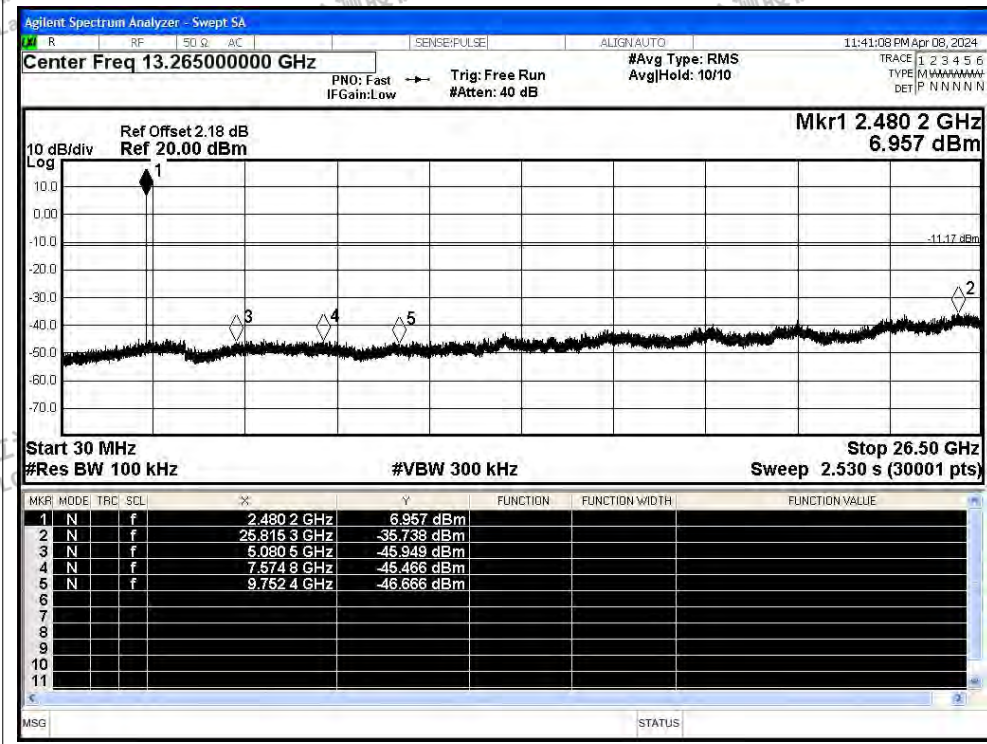 Agilent Spectrum Analyzer - Swept SA
R RF 50 Ω AC SENSE:PULSE ALIGN AUTO 11:41:08 PM Apr 08, 2024
Center Freq 13.265000000 GHz
PNO: Fast
IFGain:Low
Trig: Free Run
#Atten: 40 dB
#Avg Type: RMS
Avg|Hold: 10/10
TRACE 1 2 3 4 5 6
TYPE M W W W W W
DET P N N N N N
Mkr1 2.480 2 GHz
6.957 dBm
Ref Offset 2.18 dB
10 dB/div Ref 20.00 dBm
Log
10.0
0.00
-10.0
-20.0
-30.0
-40.0
-50.0
-60.0
-70.0
1
-11.17 dBm
2
3
4
5
Start 30 MHz Stop 26.50 GHz
#Res BW 100 kHz #VBW 300 kHz Sweep 2.530 s (30001 pts)
MKR MODE TRC SCL X Y FUNCTION FUNCTION WIDTH FUNCTION VALUE
1 N f 2.480 2 GHz 6.957 dBm
2 N f 25.815 3 GHz -35.738 dBm
3 N f 5.080 5 GHz -45.949 dBm
4 N f 7.574 8 GHz -45.466 dBm
5 N f 9.752 4 GHz -46.666 dBm
6
7
8
9
10
11
MSG STATUS